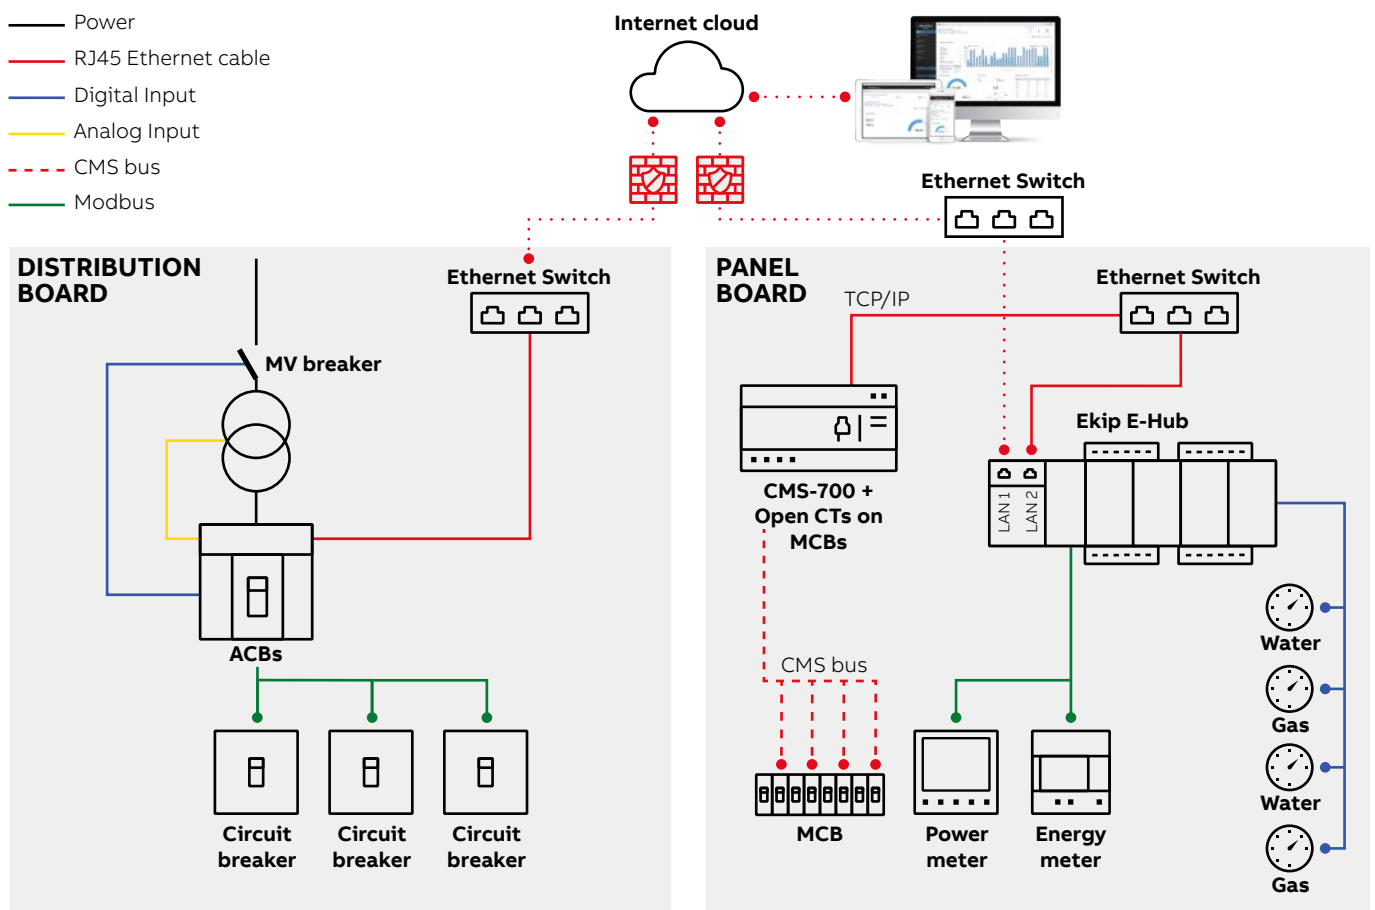 Power
RJ45 Ethernet cable
Digital Input
Analog Input
CMS bus
Modbus
Internet cloud
Ethernet Switch
DISTRIBUTION
BOARD
Ethernet Switch
MV breaker
ACBs
Circuit
breaker
Circuit
breaker
Circuit
breaker
PANEL
BOARD
TCP/IP
Ethernet Switch
CMS-700 +
Open CTs on
MCBs
Ekip E-Hub
LAN 1
LAN 2
CMS bus
MCB
Power
meter
Energy
meter
Water
Gas
Water
Gas